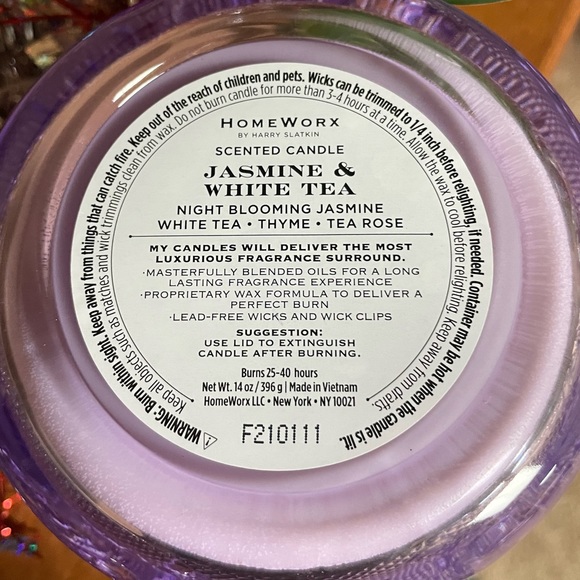 HOMEWORX
BY HARRY SLATKIN
SCENTED CANDLE
JASMINE &
WHITE TEA
NIGHT BLOOMING JASMINE
WHITE TEA • THYME • TEA ROSE
MY CANDLES WILL DELIVER THE MOST
LUXURIOUS FRAGRANCE SURROUND.
·MASTERFULLY BLENDED OILS FOR A LONG
LASTING FRAGRANCE EXPERIENCE
·PROPRIETARY WAX FORMULA TO DELIVER A
PERFECT BURN
·LEAD-FREE WICKS AND WICK CLIPS
SUGGESTION:
USE LID TO EXTINGUISH
CANDLE AFTER BURNING.
Burns 25-40 hours
Net Wt. 14 oz/396 g | Made in Vietnam
HomeWorx LLC • New York • NY 10021
F210111
WARNING: Burn within sight. Keep away from things that can catch fire. Keep out of the reach of children and pets. Wicks can be trimmed to 1/4 inch before relighting, if needed. Container may be hot when the candle is lit.
Keep all objects such as matches and wick trimmings clean from wax. Do not burn candle for more than 3-4 hours at a time. Allow the wax to cool before relighting. Keep away from drafts.